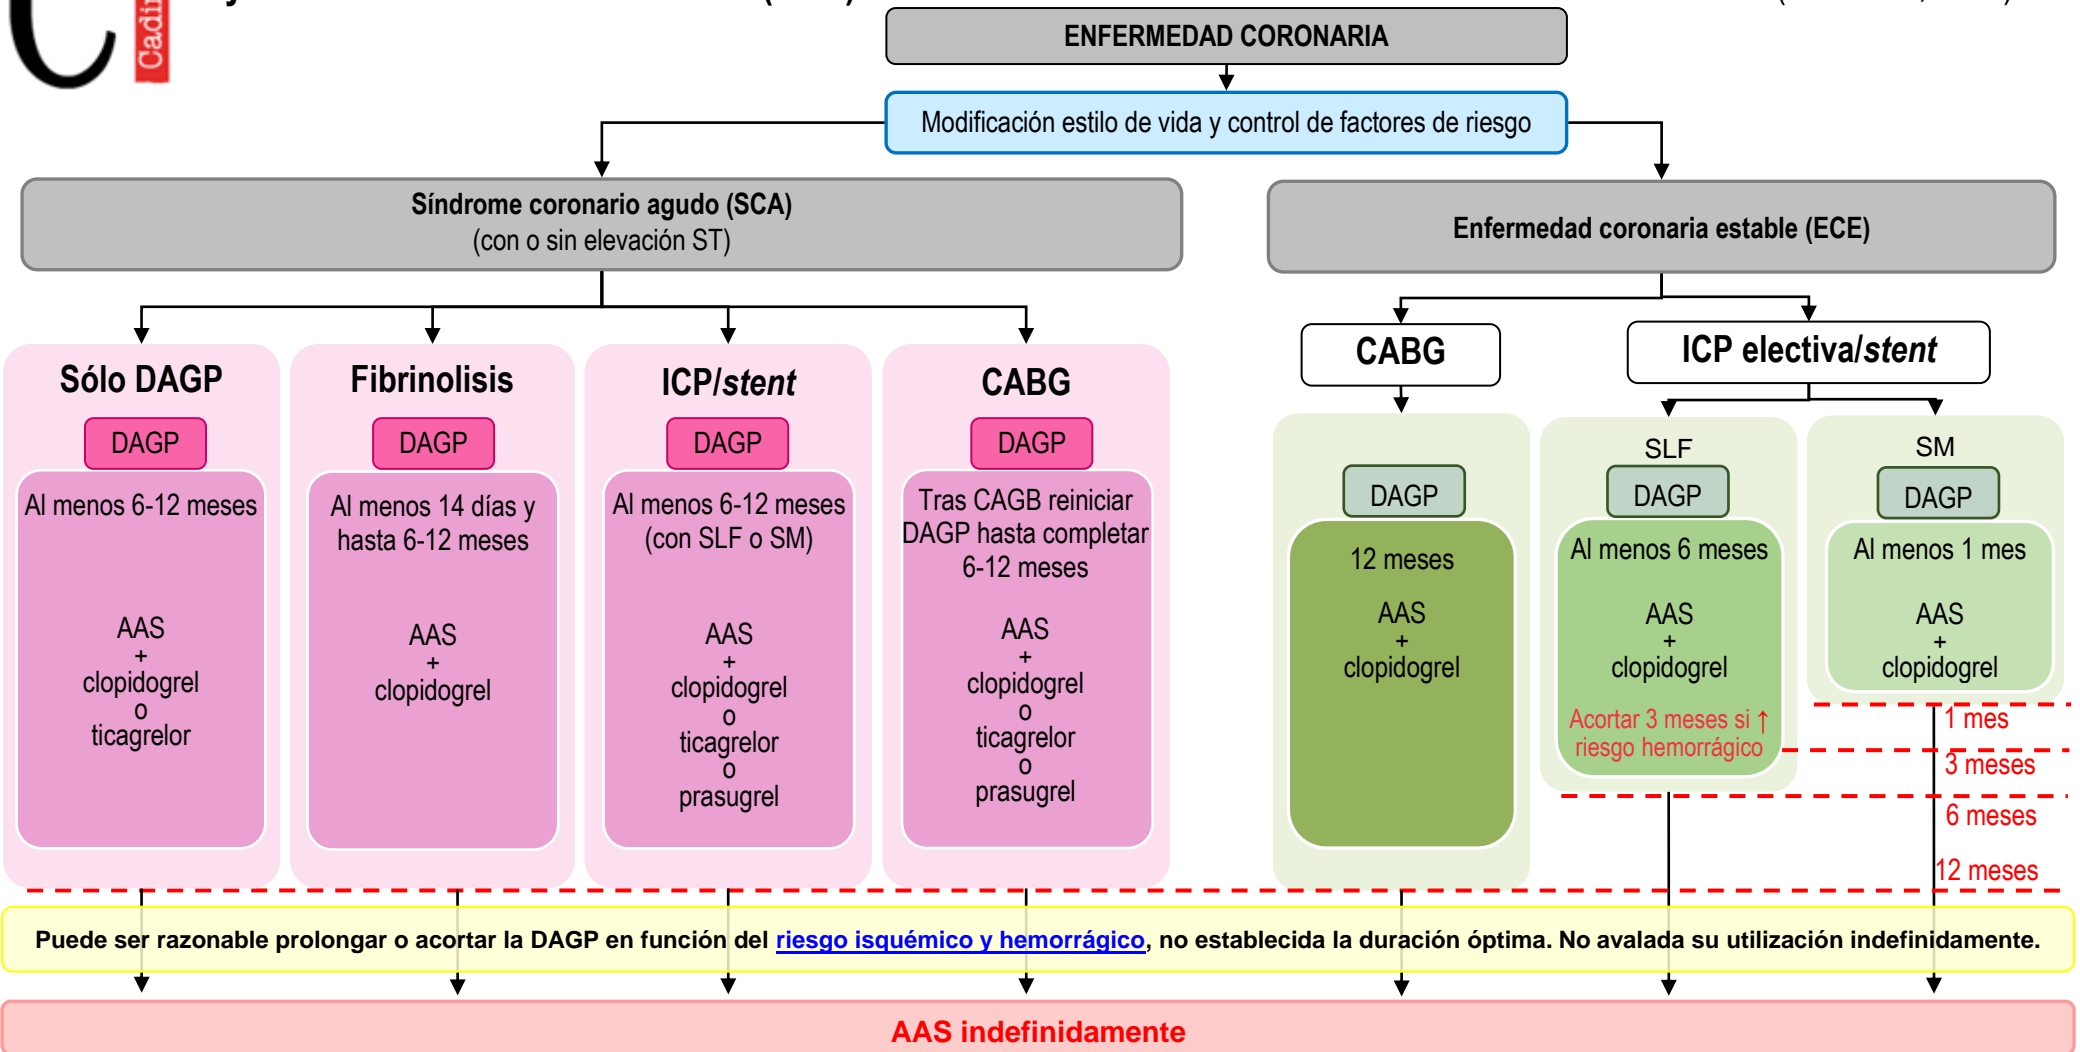 Cadi
ENFERMEDAD CORONARIA
Modificación estilo de vida y control de factores de riesgo
Síndrome coronario agudo (SCA)
(con o sin elevación ST)
Enfermedad coronaria estable (ECE)
Sólo DAGP
DAGP
Al menos 6-12 meses
AAS
+
clopidogrel
o
ticagrelor
Fibrinolisis
DAGP
Al menos 14 días y
hasta 6-12 meses
AAS
+
clopidogrel
ICP/stent
DAGP
Al menos 6-12 meses
(con SLF o SM)
AAS
+
clopidogrel
o
ticagrelor
o
prasugrel
CABG
DAGP
Tras CAGB reiniciar
DAGP hasta completar
6-12 meses
AAS
+
clopidogrel
o
ticagrelor
o
prasugrel
CABG
DAGP
12 meses
AAS
+
clopidogrel
ICP electiva/stent
SLF
DAGP
Al menos 6 meses
AAS
+
clopidogrel
Acortar 3 meses si ↑
riesgo hemorrágico
SM
DAGP
Al menos 1 mes
AAS
+
clopidogrel
1 mes
3 meses
6 meses
12 meses
Puede ser razonable prolongar o acortar la DAGP en función del riesgo isquémico y hemorrágico, no establecida la duración óptima. No avalada su utilización indefinidamente.
AAS indefinidamente